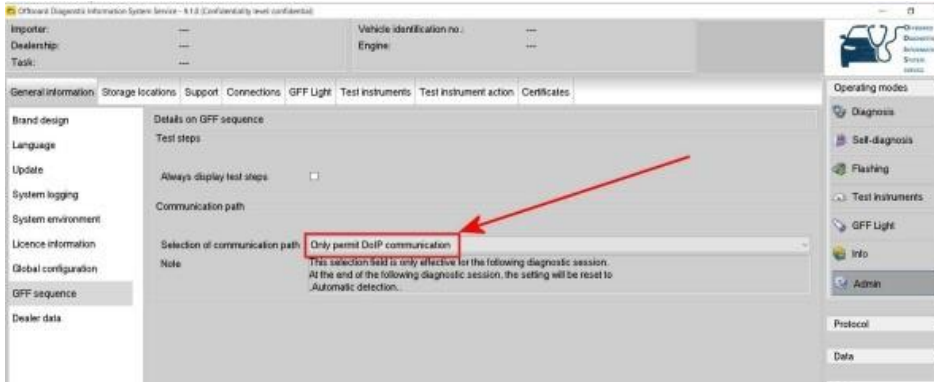 Offboard Diagnostic Information System Service - 9.1.0 (Confidentiality level: confidential)
Importer: ---
Dealership: ---
Task: ---
Vehicle identification no.: ---
Engine: ---
General information Storage locations Support Connections GFF Light Test instruments Test instrument action Certificates
Brand design
Language
Update
System logging
System environment
Licence information
Global configuration
GFF sequence
Dealer data
Details on GFF sequence
Test steps
Always display test steps
Communication path
Selection of communication path Only permit DoIP communication
Note This selection field is only effective for the following diagnostic session.
At the end of the following diagnostic session, the setting will be reset to
.Automatic detection..
Operating modes
Diagnosis
Self-diagnosis
Flashing
Test instruments
GFF Light
Info
Admin
Protocol
Data